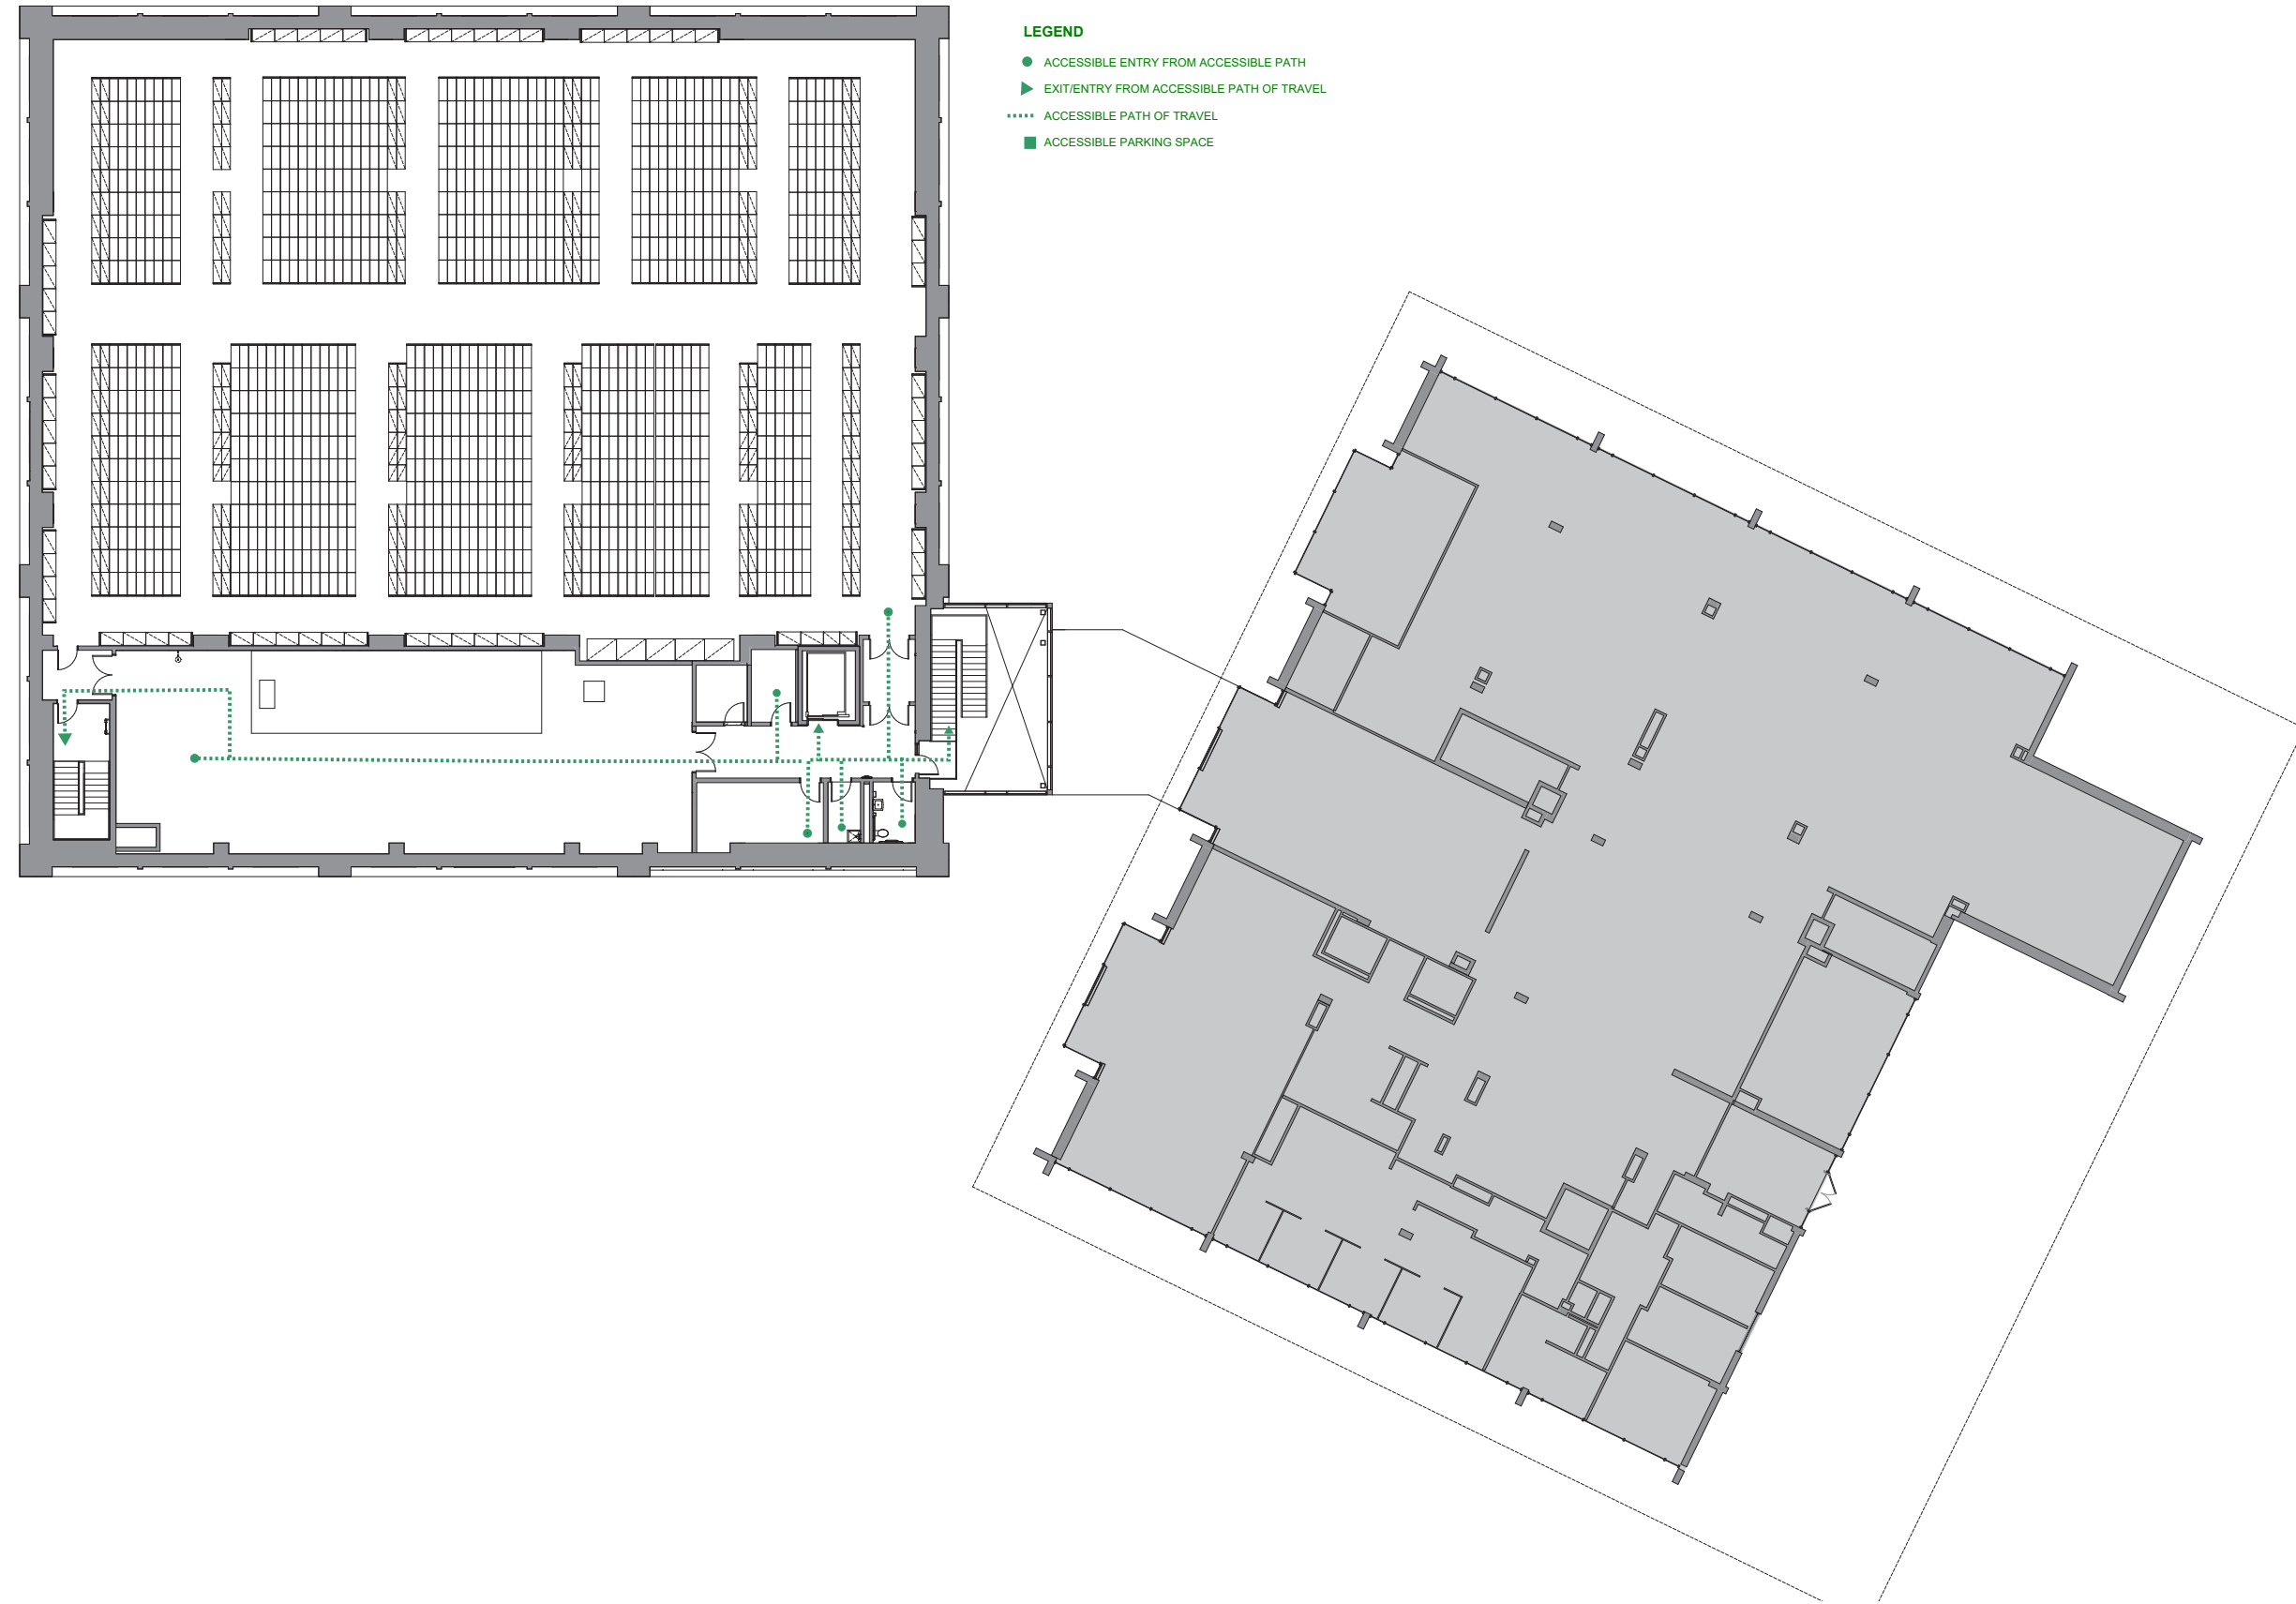 LEGEND
ACCESSIBLE ENTRY FROM ACCESSIBLE PATH
EXIT/ENTRY FROM ACCESSIBLE PATH OF TRAVEL
ACCESSIBLE PATH OF TRAVEL
ACCESSIBLE PARKING SPACE